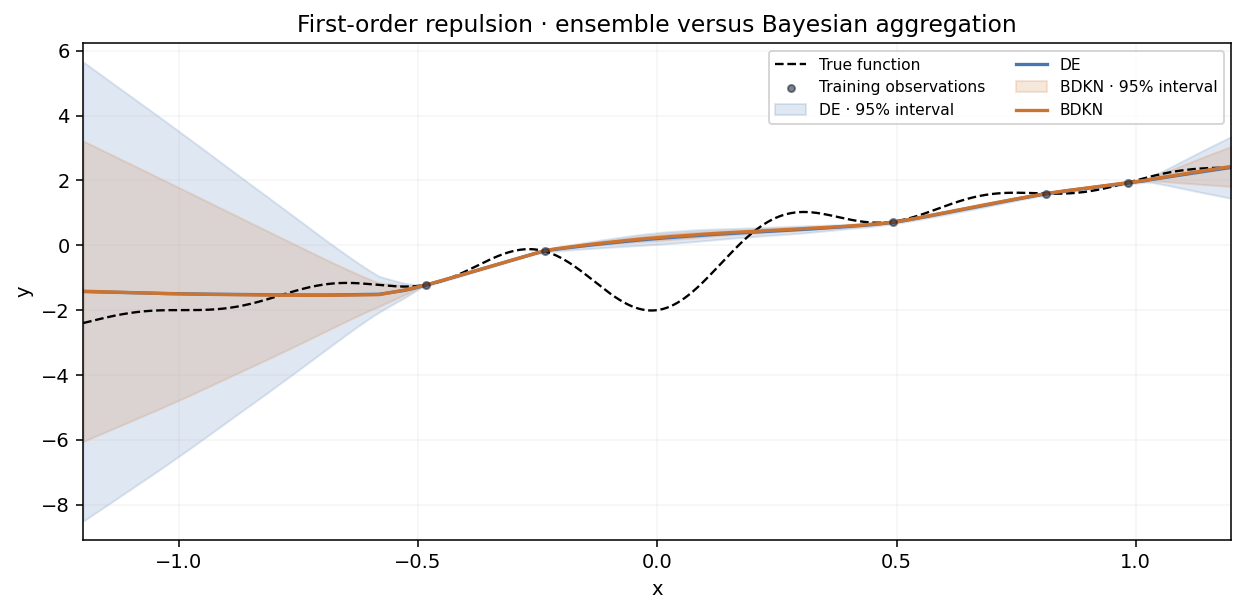 First-order repulsion · ensemble versus Bayesian aggregation
True function
Training observations
DE · 95% interval
DE
BDKN · 95% interval
BDKN
y
6
4
2
0
−2
−4
−6
−8
−1.0
−0.5
0.0
0.5
1.0
x